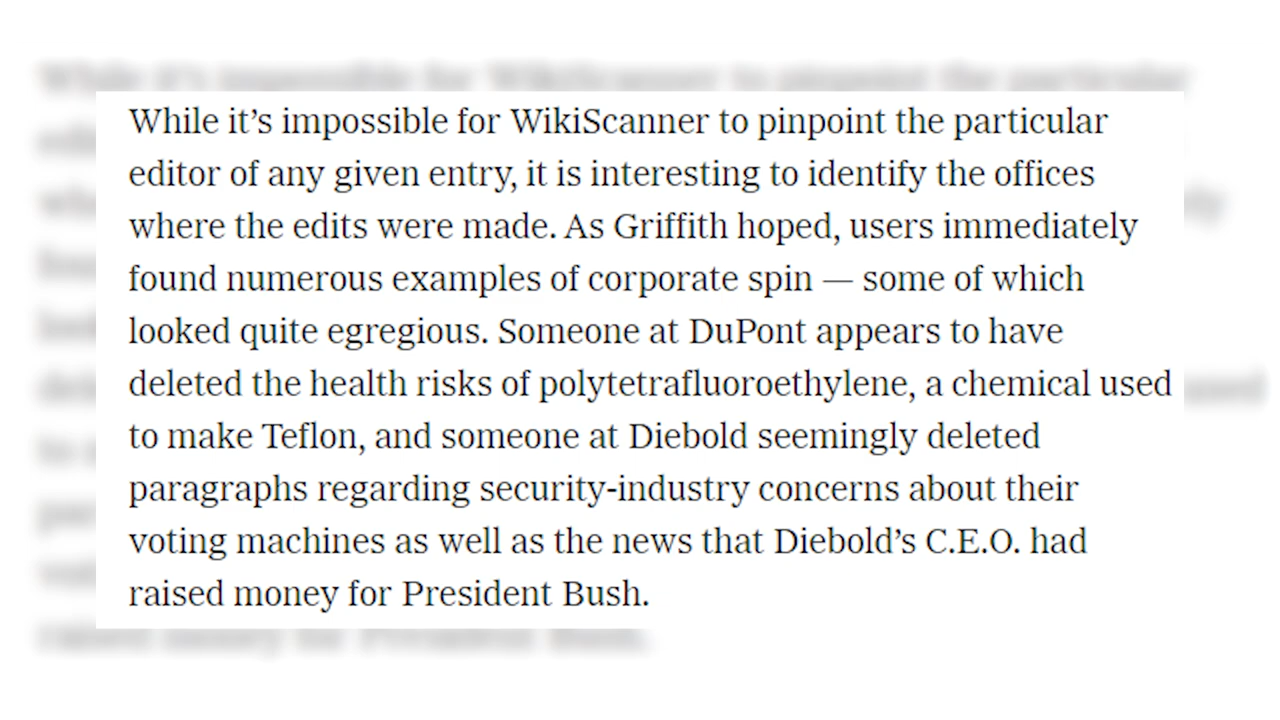 While it’s impossible for WikiScanner to pinpoint the particular
editor of any given entry, it is interesting to identify the offices
where the edits were made. As Griffith hoped, users immediately
found numerous examples of corporate spin — some of which
looked quite egregious. Someone at DuPont appears to have
deleted the health risks of polytetrafluoroethylene, a chemical used
to make Teflon, and someone at Diebold seemingly deleted
paragraphs regarding security-industry concerns about their
voting machines as well as the news that Diebold’s C.E.O. had
raised money for President Bush.